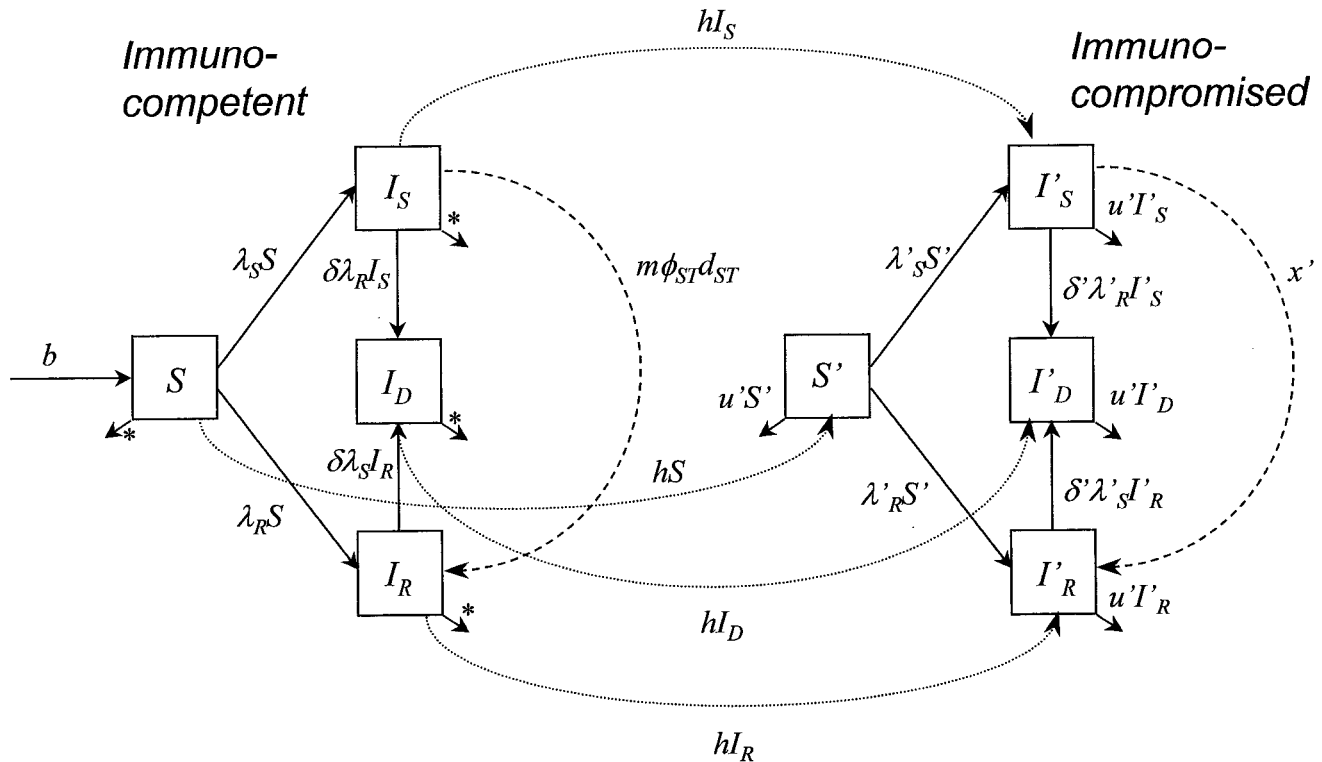 hI_S
Immuno-
competent
Immuno-
compromised
I_S
*
I'_S
u'I'_S
λ_S S
δλ_R I_S
mϕ_ST d_ST
λ'_S S'
δ'λ'_R I'_S
x'
b
S
*
I_D
*
S'
u'S'
I'_D
u'I'_D
δλ_S I_R
hS
λ_R S
λ'_R S'
δ'λ'_S I'_R
I_R
*
I'_R
u'I'_R
hI_D
hI_R